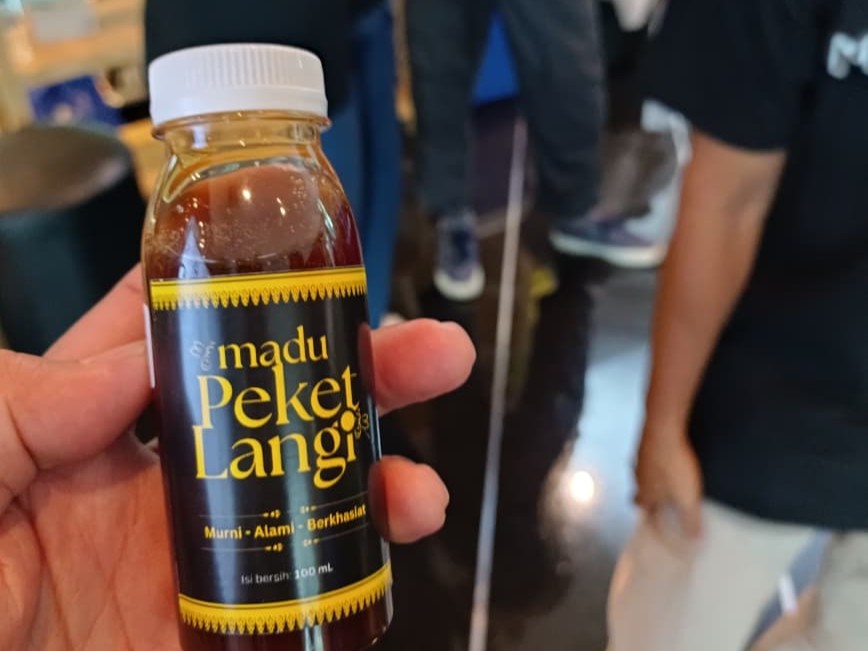 madu
Peket
Langi
Murni - Alami - Berkhasiat
Isi bersih: 100 mL